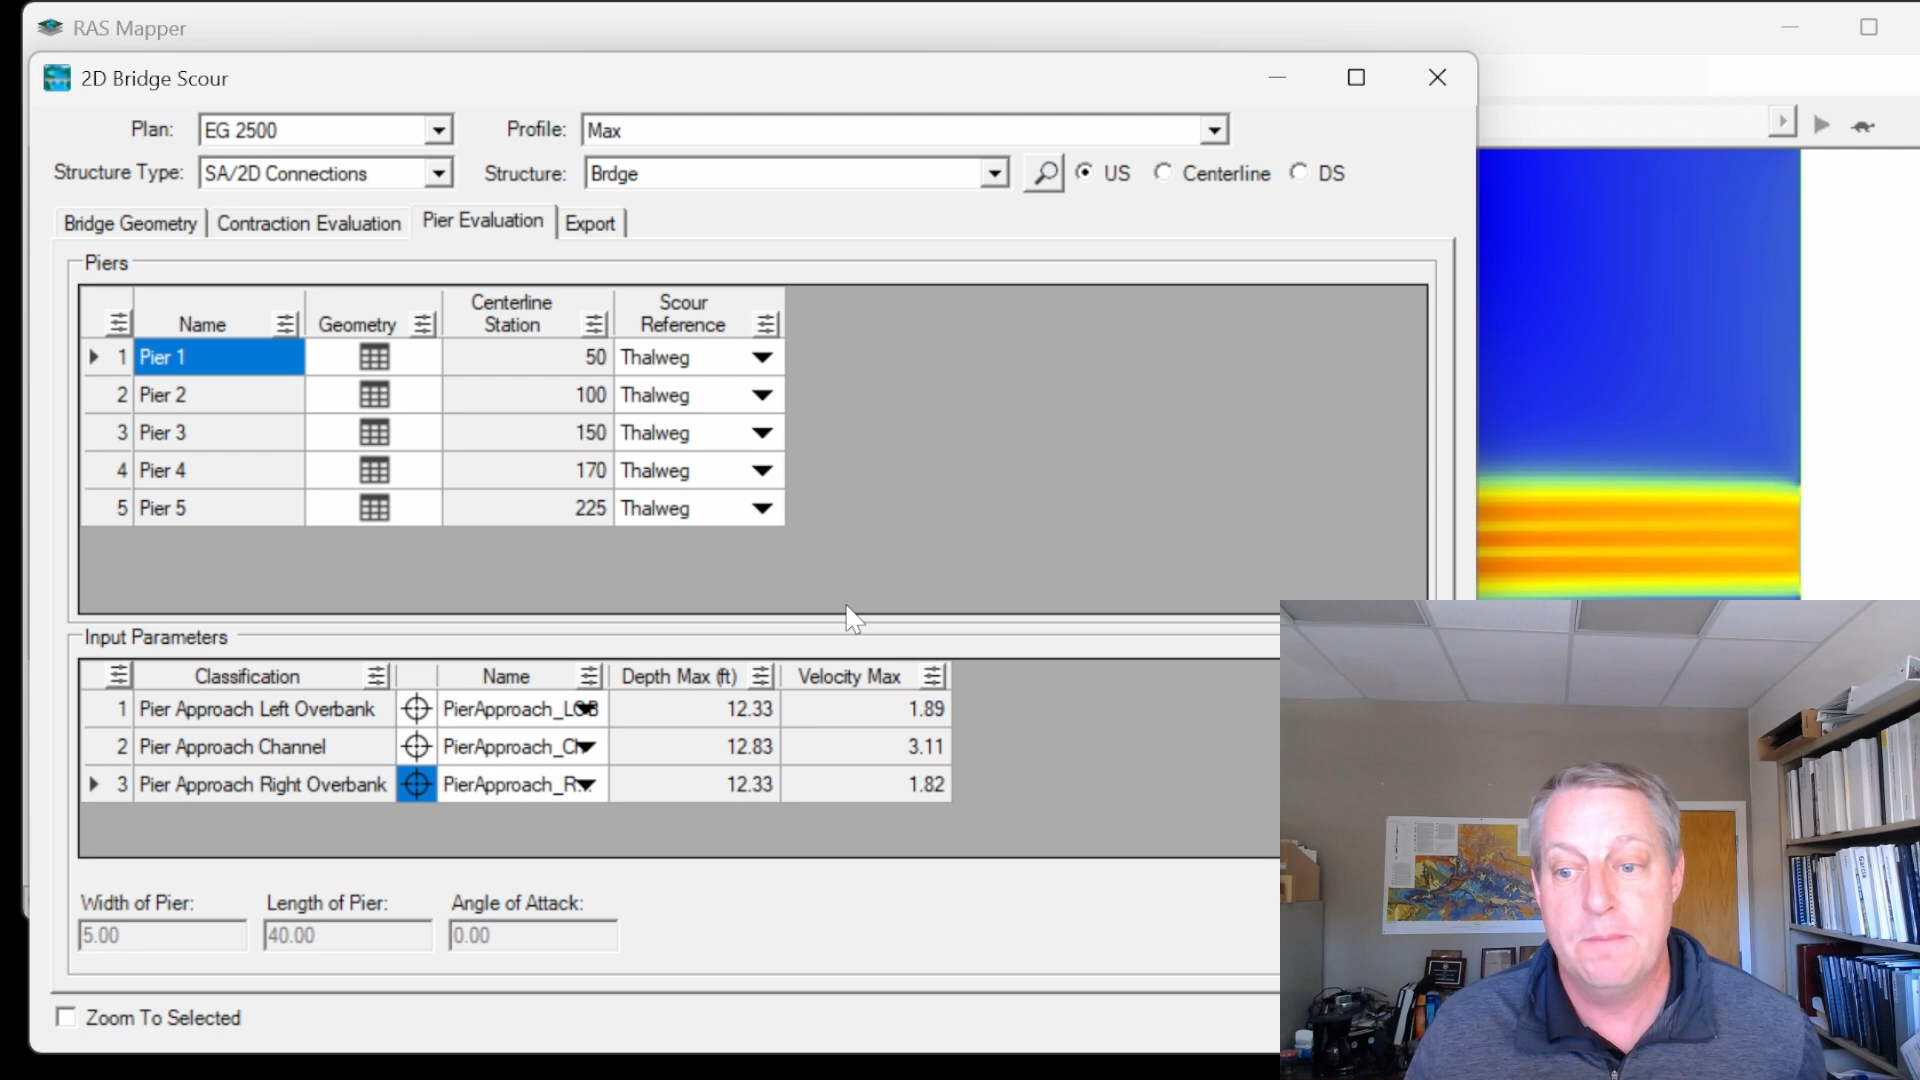 RAS Mapper
2D Bridge Scour
Plan: EG 2500 Profile: Max
Structure Type: SA/2D Connections Structure: Brdge US Centerline DS
Bridge Geometry Contraction Evaluation Pier Evaluation Export
Piers
Name Geometry Centerline Station Scour Reference
1 Pier 1 50 Thalweg
2 Pier 2 100 Thalweg
3 Pier 3 150 Thalweg
4 Pier 4 170 Thalweg
5 Pier 5 225 Thalweg
Input Parameters
Classification Name Depth Max (ft) Velocity Max
1 Pier Approach Left Overbank PierApproach_LOB 12.33 1.89
2 Pier Approach Channel PierApproach_Ch 12.83 3.11
3 Pier Approach Right Overbank PierApproach_R... 12.33 1.82
Width of Pier: Length of Pier: Angle of Attack:
5.00 40.00 0.00
Zoom To Selected